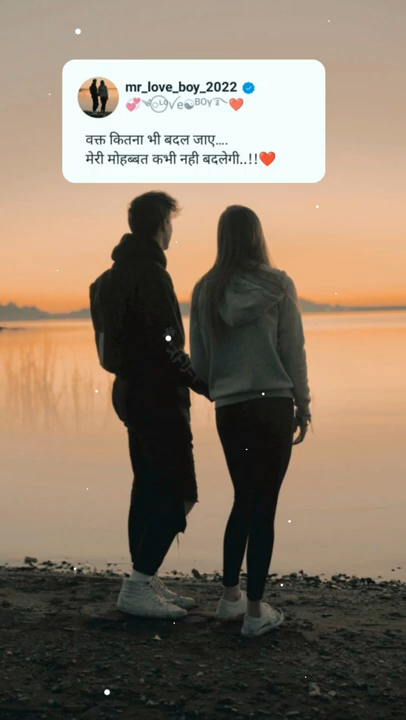 mr_love_boy_2022
वक्त कितना भी बदल जाए....
मेरी मोहब्बत कभी नही बदलेगी..!!❤️